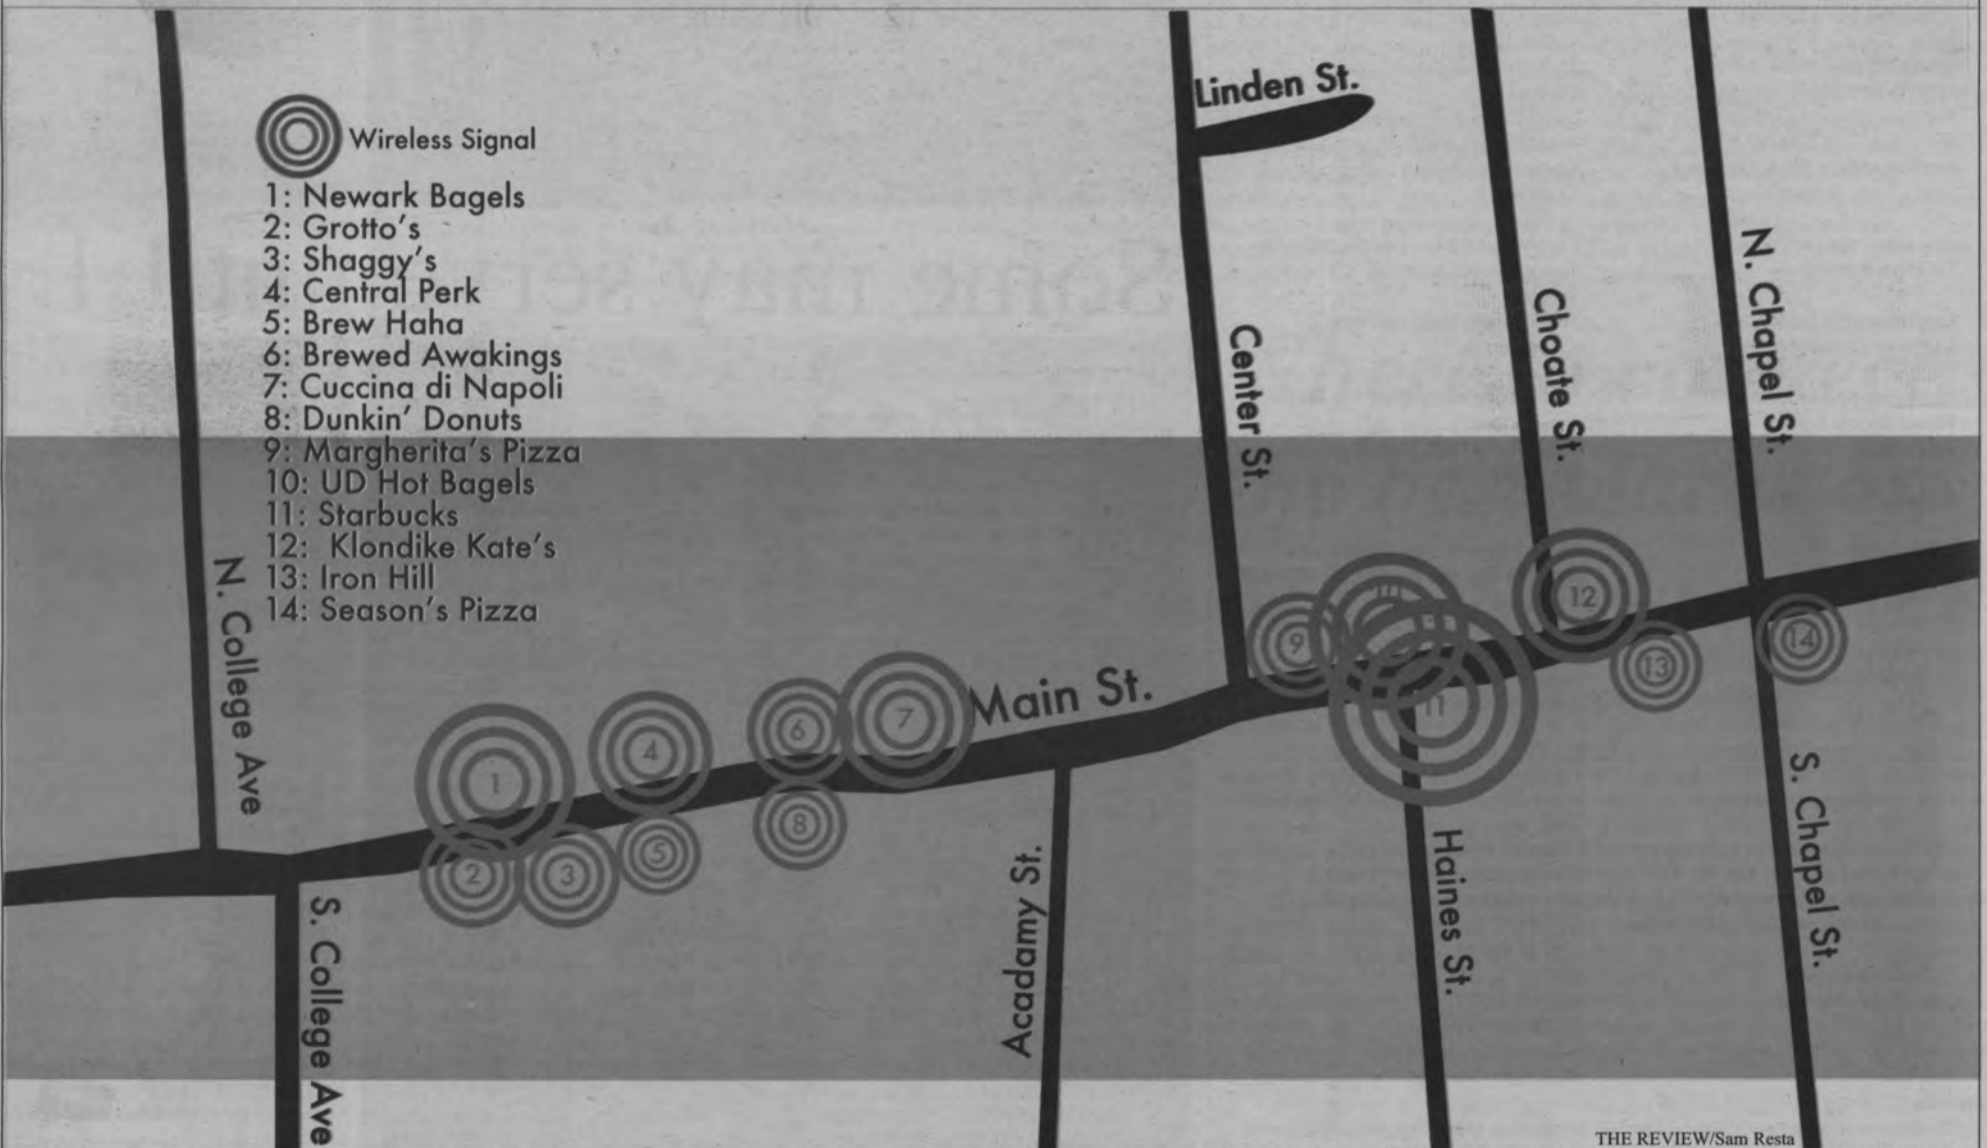 Linden St.
Wireless Signal
1: Newark Bagels
2: Grotto's
3: Shaggy's
4: Central Perk
5: Brew Haha
6: Brewed Awakings
7: Cuccina di Napoli
8: Dunkin' Donuts
9: Margherita's Pizza
10: UD Hot Bagels
11: Starbucks
12: Klondike Kate's
13: Iron Hill
14: Season's Pizza
N. College Ave
Center St.
Choate St.
N. Chapel St.
Main St.
1
2
3
4
5
6
7
8
9
10
11
12
13
14
S. College Ave
Accadamy St.
Haines St.
S. Chapel St.
THE REVIEW/Sam Resta